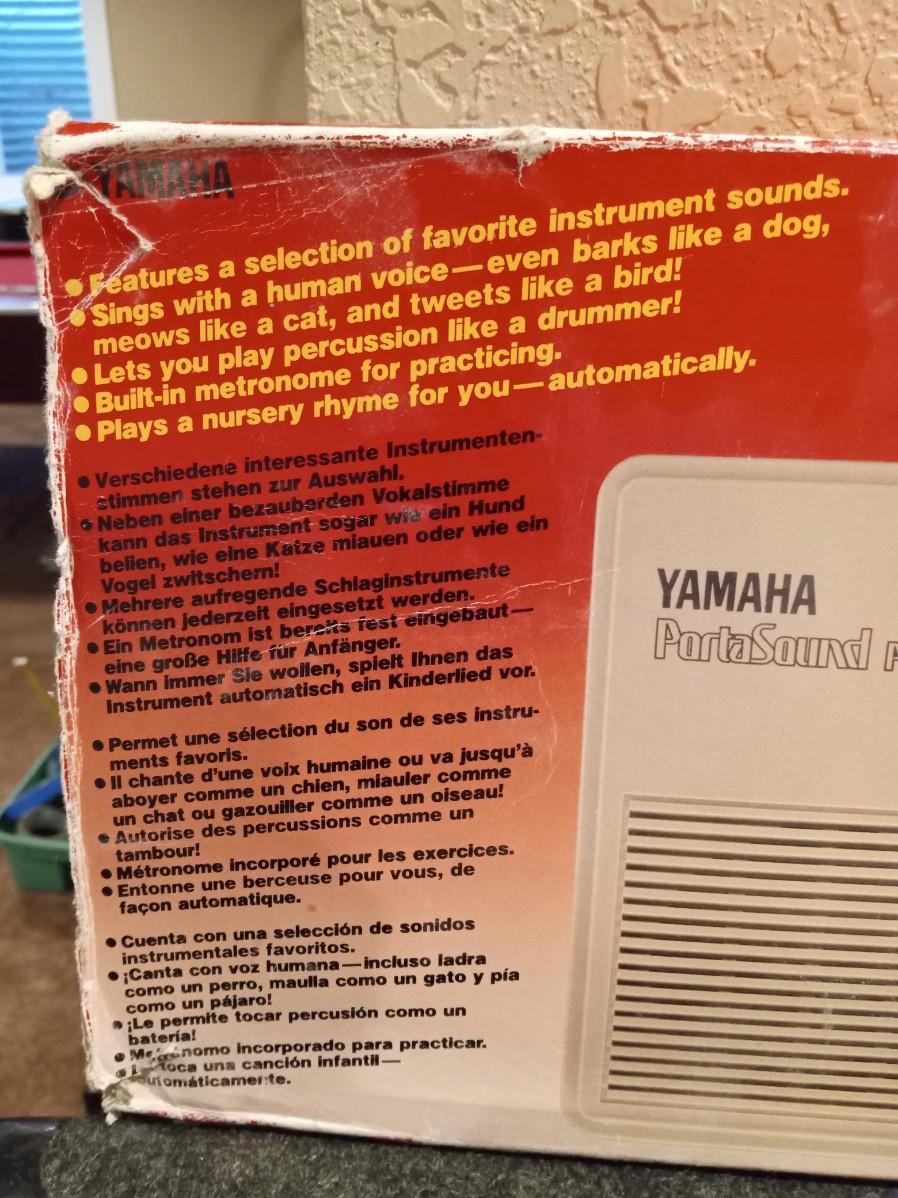 YAMAHA
• Features a selection of favorite instrument sounds.
• Sings with a human voice—even barks like a dog,
meows like a cat, and tweets like a bird!
• Lets you play percussion like a drummer!
• Built-in metronome for practicing.
• Plays a nursery rhyme for you—automatically.
• Verschiedene interessante Instrumenten-
stimmen stehen zur Auswahl.
• Neben einer bezaubernden Vokalstimme
kann das Instrument sogar wie ein Hund
bellen, wie eine Katze miauen oder wie ein
Vogel zwitschern!
• Mehrere aufregende Schlaginstrumente
können jederzeit eingesetzt werden.
• Ein Metronom ist bereits fest eingebaut—
eine große Hilfe für Anfänger.
• Wann immer Sie wollen, spielt Ihnen das
Instrument automatisch ein Kinderlied vor.
• Permet une sélection du son de ses instru-
ments favoris.
• Il chante d'une voix humaine ou va jusqu'à
aboyer comme un chien, miauler comme
un chat ou gazouiller comme un oiseau!
• Autorise des percussions comme un
tambour!
• Métronome incorporé pour les exercices.
• Entonne une berceuse pour vous, de
façon automatique.
• Cuenta con una selección de sonidos
instrumentales favoritos.
• ¡Canta con voz humana—incluso ladra
como un perro, maulla como un gato y pía
como un pájaro!
• ¡Le permite tocar percusión como un
batería!
• Metrónomo incorporado para practicar.
• toca una canción infantil—
automáticamente.
YAMAHA
PortaSound